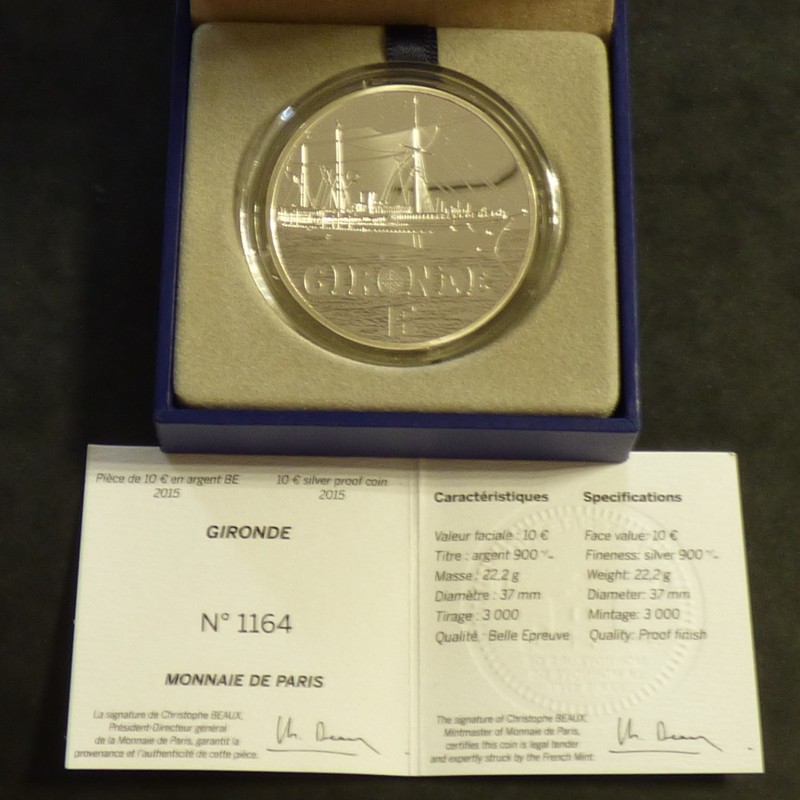 GIRONDE
Pièce de 10 € en argent BE
2015
10 € silver proof coin
2015
GIRONDE
N° 1164
MONNAIE DE PARIS
La signature de Christophe BEAUX,
Président-Directeur général
de la Monnaie de Paris, garantit la
provenance et l'authenticité de cette pièce.
Caractéristiques
Valeur faciale : 10 €
Titre : argent 900 ‰
Masse : 22,2 g
Diamètre : 37 mm
Tirage : 3 000
Qualité : Belle Epreuve
Specifications
Face value: 10 €
Fineness: silver 900 ‰
Weight: 22,2 g
Diameter: 37 mm
Mintage: 3 000
Quality: Proof finish
The signature of Christophe BEAUX,
Mintmaster of Monnaie de Paris,
certifies this coin is legal tender
and expertly struck by the French Mint.